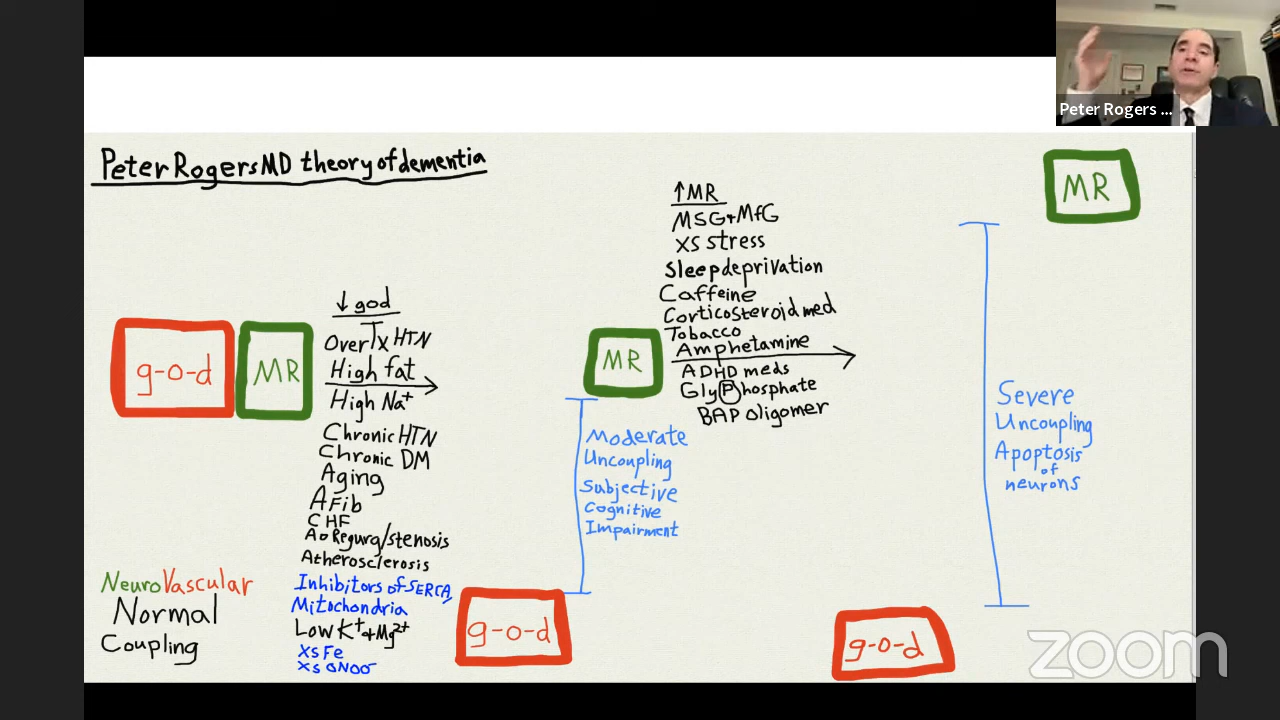 Peter Rogers ...
Peter Rogers MD theory of dementia
g-o-d
MR
↓ god
Over Tx HTN
High fat
High Na+
Chronic HTN
Chronic DM
Aging
AFib
CHF
Ao Regurg/stenosis
Atherosclerosis
Inhibitors of SERCA,
Mitochondria
Low K+ + Mg2+
XS Fe
XS ONOO-
NeuroVascular
Normal
Coupling
MR
Moderate
Uncoupling
Subjective
Cognitive
Impairment
g-o-d
↑MR
MSG + MfG
XS stress
Sleep deprivation
Caffeine
Corticosteroid med
Tobacco
Amphetamine
ADHD meds
GlyPhosphate
BAP oligomer
MR
Severe
Uncoupling
Apoptosis
of
neurons
g-o-d
zoom